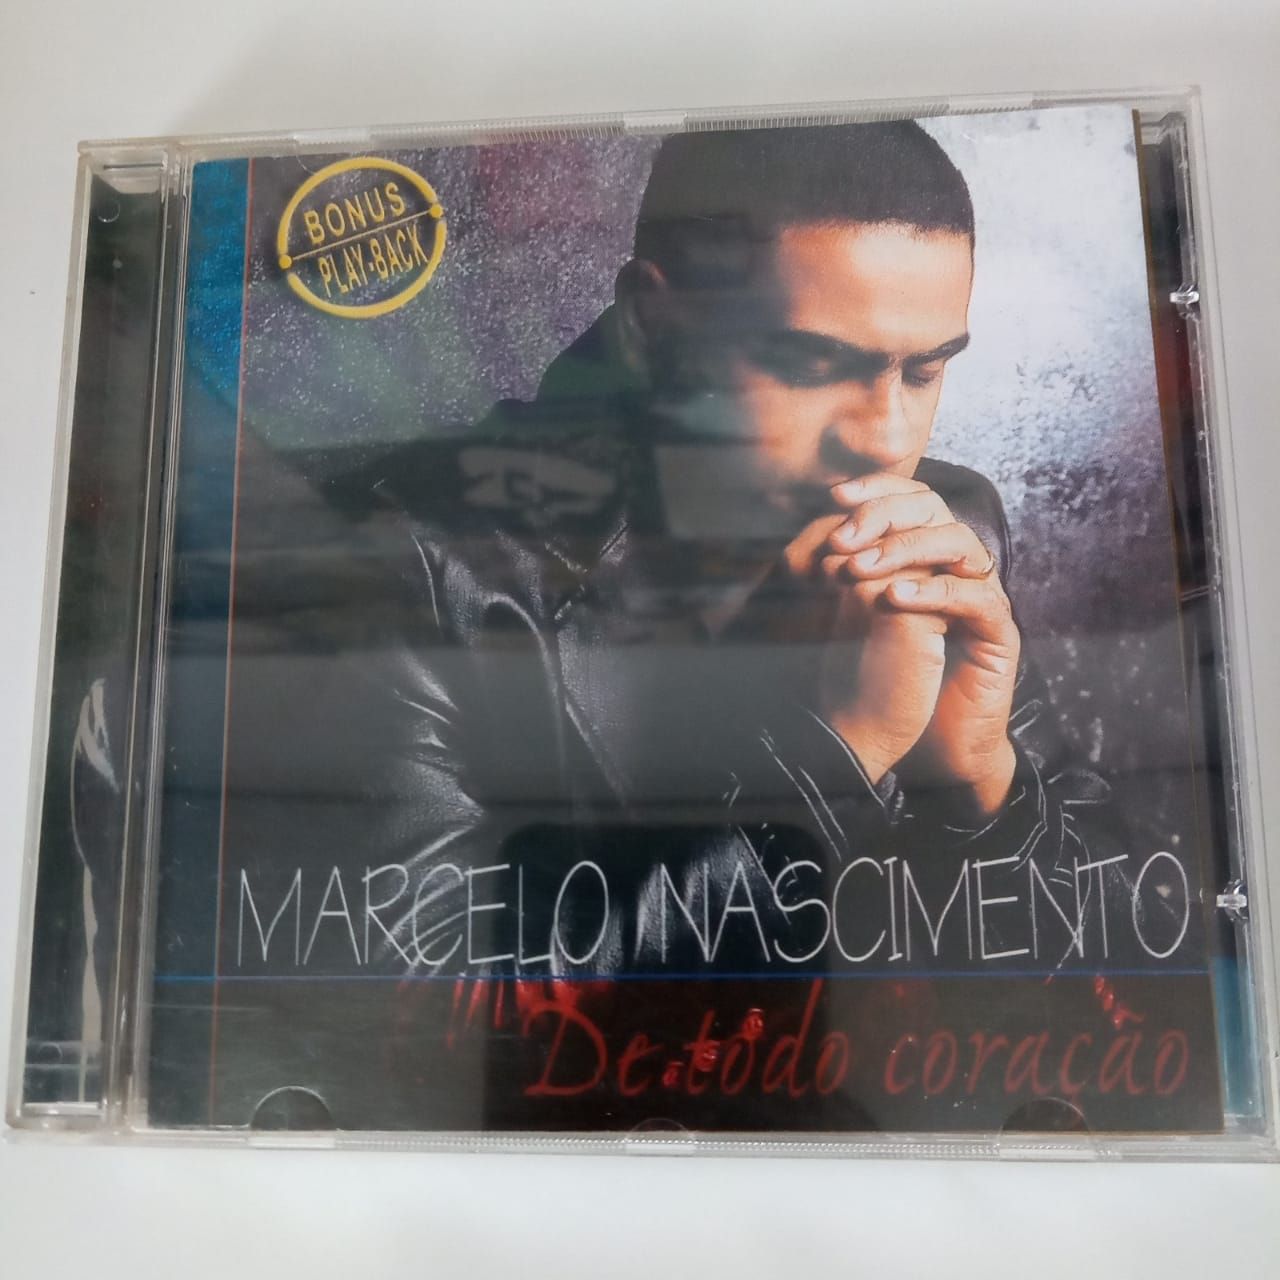 BONUS
PLAY-BACK
MARCELO NASCIMENTO
De todo coração